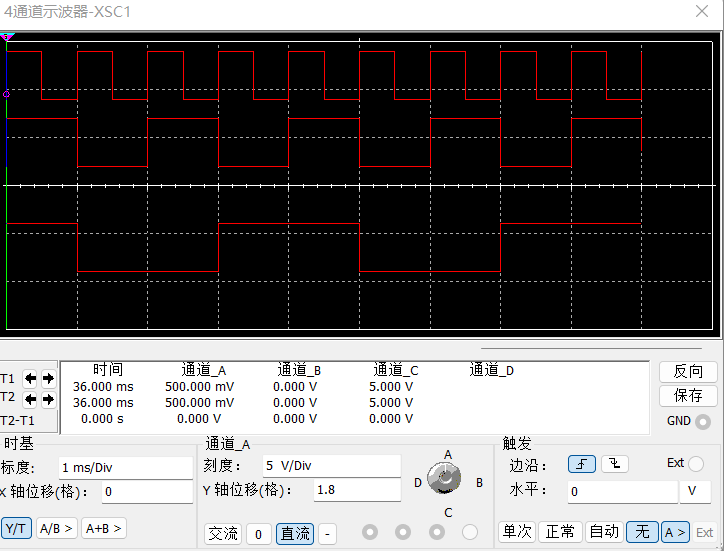 4通道示波器-XSC1
时间 通道_A 通道_B 通道_C 通道_D
T1 36.000 ms 500.000 mV 0.000 V 5.000 V
T2 36.000 ms 500.000 mV 0.000 V 5.000 V
T2-T1 0.000 s 0.000 V 0.000 V 0.000 V
反向
保存
GND
时基
标度: 1 ms/Div
X 轴位移(格): 0
Y/T A/B > A+B >
通道_A
刻度: 5 V/Div
Y 轴位移(格): 1.8
交流 0 直流 -
A
D B
C
触发
边沿: Ext
水平: 0 V
单次 正常 自动 无 A > Ext